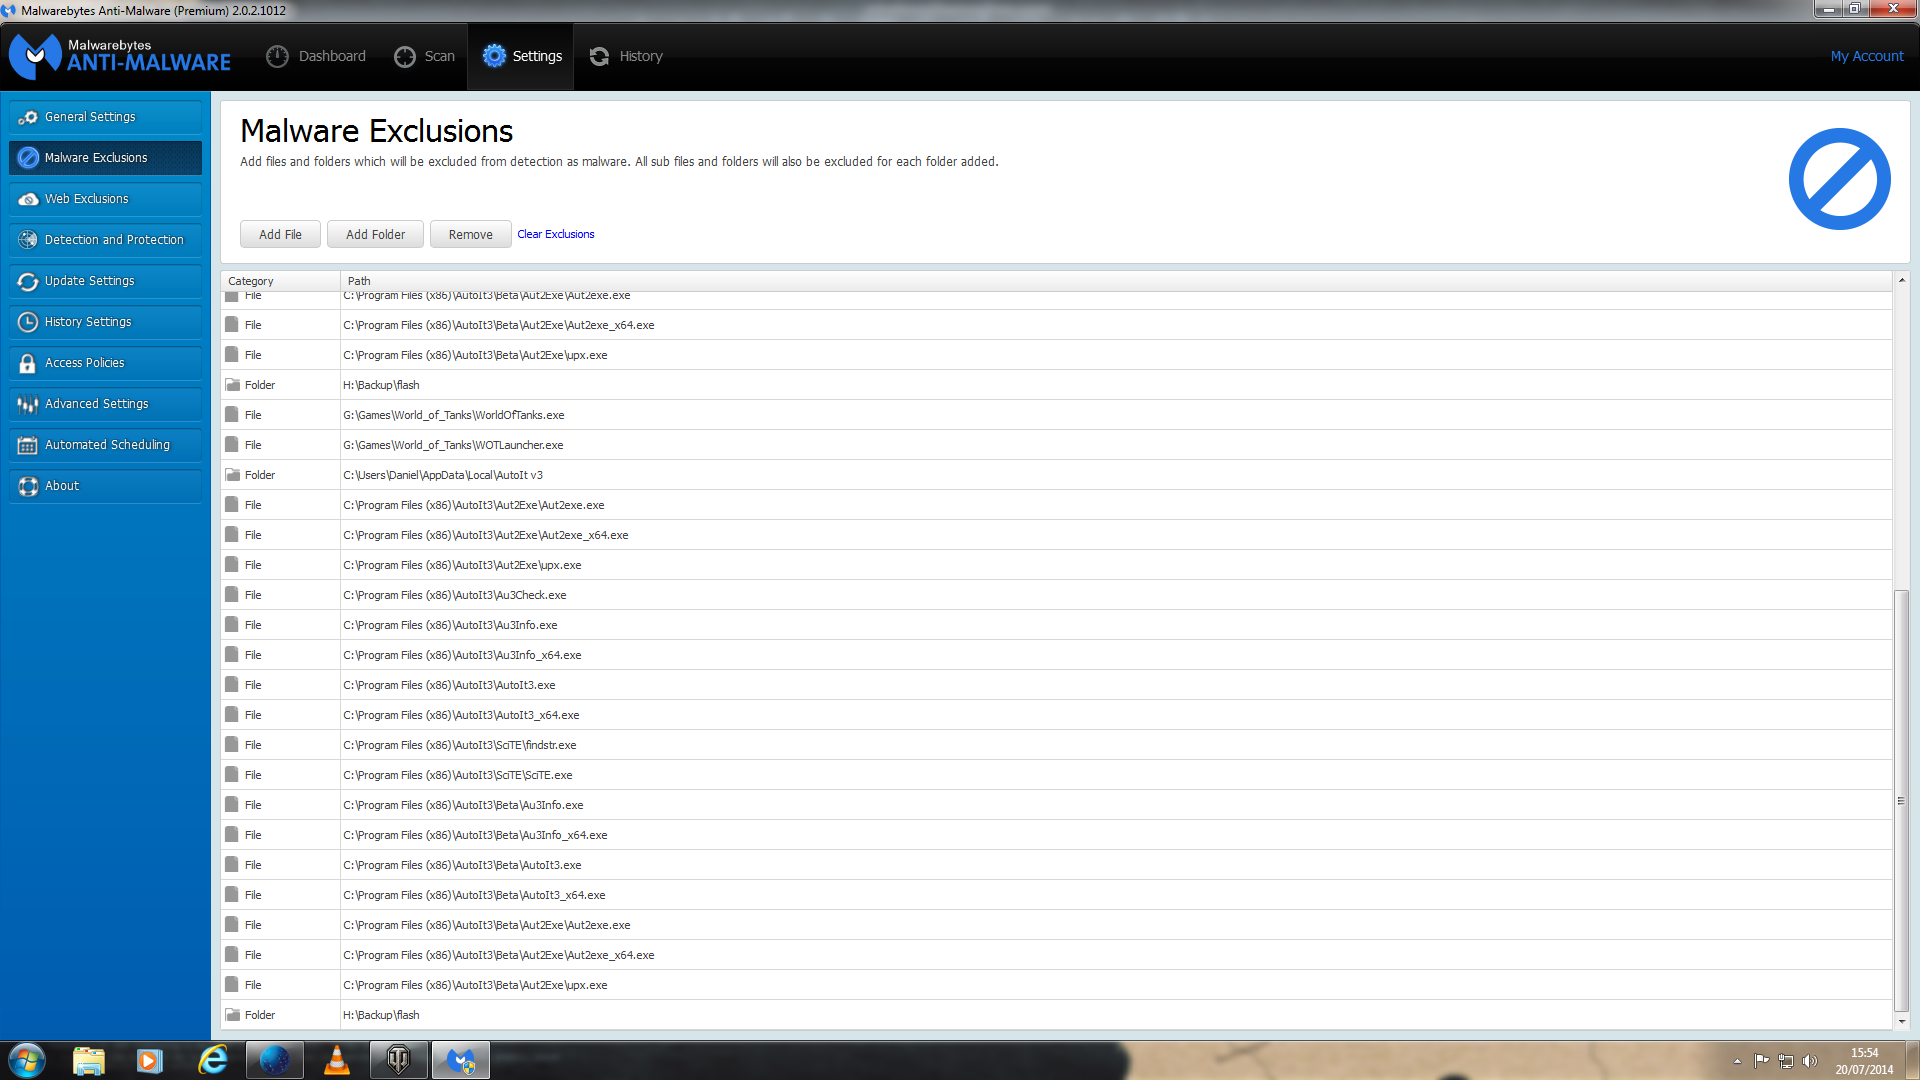 Malwarebytes Anti-Malware (Premium) 2.0.2.1012
Malwarebytes
ANTI-MALWARE
Dashboard
Scan
Settings
History
My Account
General Settings
Malware Exclusions
Web Exclusions
Detection and Protection
Update Settings
History Settings
Access Policies
Advanced Settings
Automated Scheduling
About
Malware Exclusions
Add files and folders which will be excluded from detection as malware. All sub files and folders will also be excluded for each folder added.
Add File
Add Folder
Remove
Clear Exclusions
Category Path
File C:\Program Files (x86)\AutoIt3\Beta\Aut2Exe\Aut2exe.exe
File C:\Program Files (x86)\AutoIt3\Beta\Aut2Exe\Aut2exe_x64.exe
File C:\Program Files (x86)\AutoIt3\Beta\Aut2Exe\upx.exe
Folder H:\Backup\flash
File G:\Games\World_of_Tanks\WorldOfTanks.exe
File G:\Games\World_of_Tanks\WOTLauncher.exe
Folder C:\Users\Daniel\AppData\Local\AutoIt v3
File C:\Program Files (x86)\AutoIt3\Aut2Exe\Aut2exe.exe
File C:\Program Files (x86)\AutoIt3\Aut2Exe\Aut2exe_x64.exe
File C:\Program Files (x86)\AutoIt3\Aut2Exe\upx.exe
File C:\Program Files (x86)\AutoIt3\Au3Check.exe
File C:\Program Files (x86)\AutoIt3\Au3Info.exe
File C:\Program Files (x86)\AutoIt3\Au3Info_x64.exe
File C:\Program Files (x86)\AutoIt3\AutoIt3.exe
File C:\Program Files (x86)\AutoIt3\AutoIt3_x64.exe
File C:\Program Files (x86)\AutoIt3\SciTE\findstr.exe
File C:\Program Files (x86)\AutoIt3\SciTE\SciTE.exe
File C:\Program Files (x86)\AutoIt3\Beta\Au3Info.exe
File C:\Program Files (x86)\AutoIt3\Beta\Au3Info_x64.exe
File C:\Program Files (x86)\AutoIt3\Beta\AutoIt3.exe
File C:\Program Files (x86)\AutoIt3\Beta\AutoIt3_x64.exe
File C:\Program Files (x86)\AutoIt3\Beta\Aut2Exe\Aut2exe.exe
File C:\Program Files (x86)\AutoIt3\Beta\Aut2Exe\Aut2exe_x64.exe
File C:\Program Files (x86)\AutoIt3\Beta\Aut2Exe\upx.exe
Folder H:\Backup\flash
15:54
20/07/2014